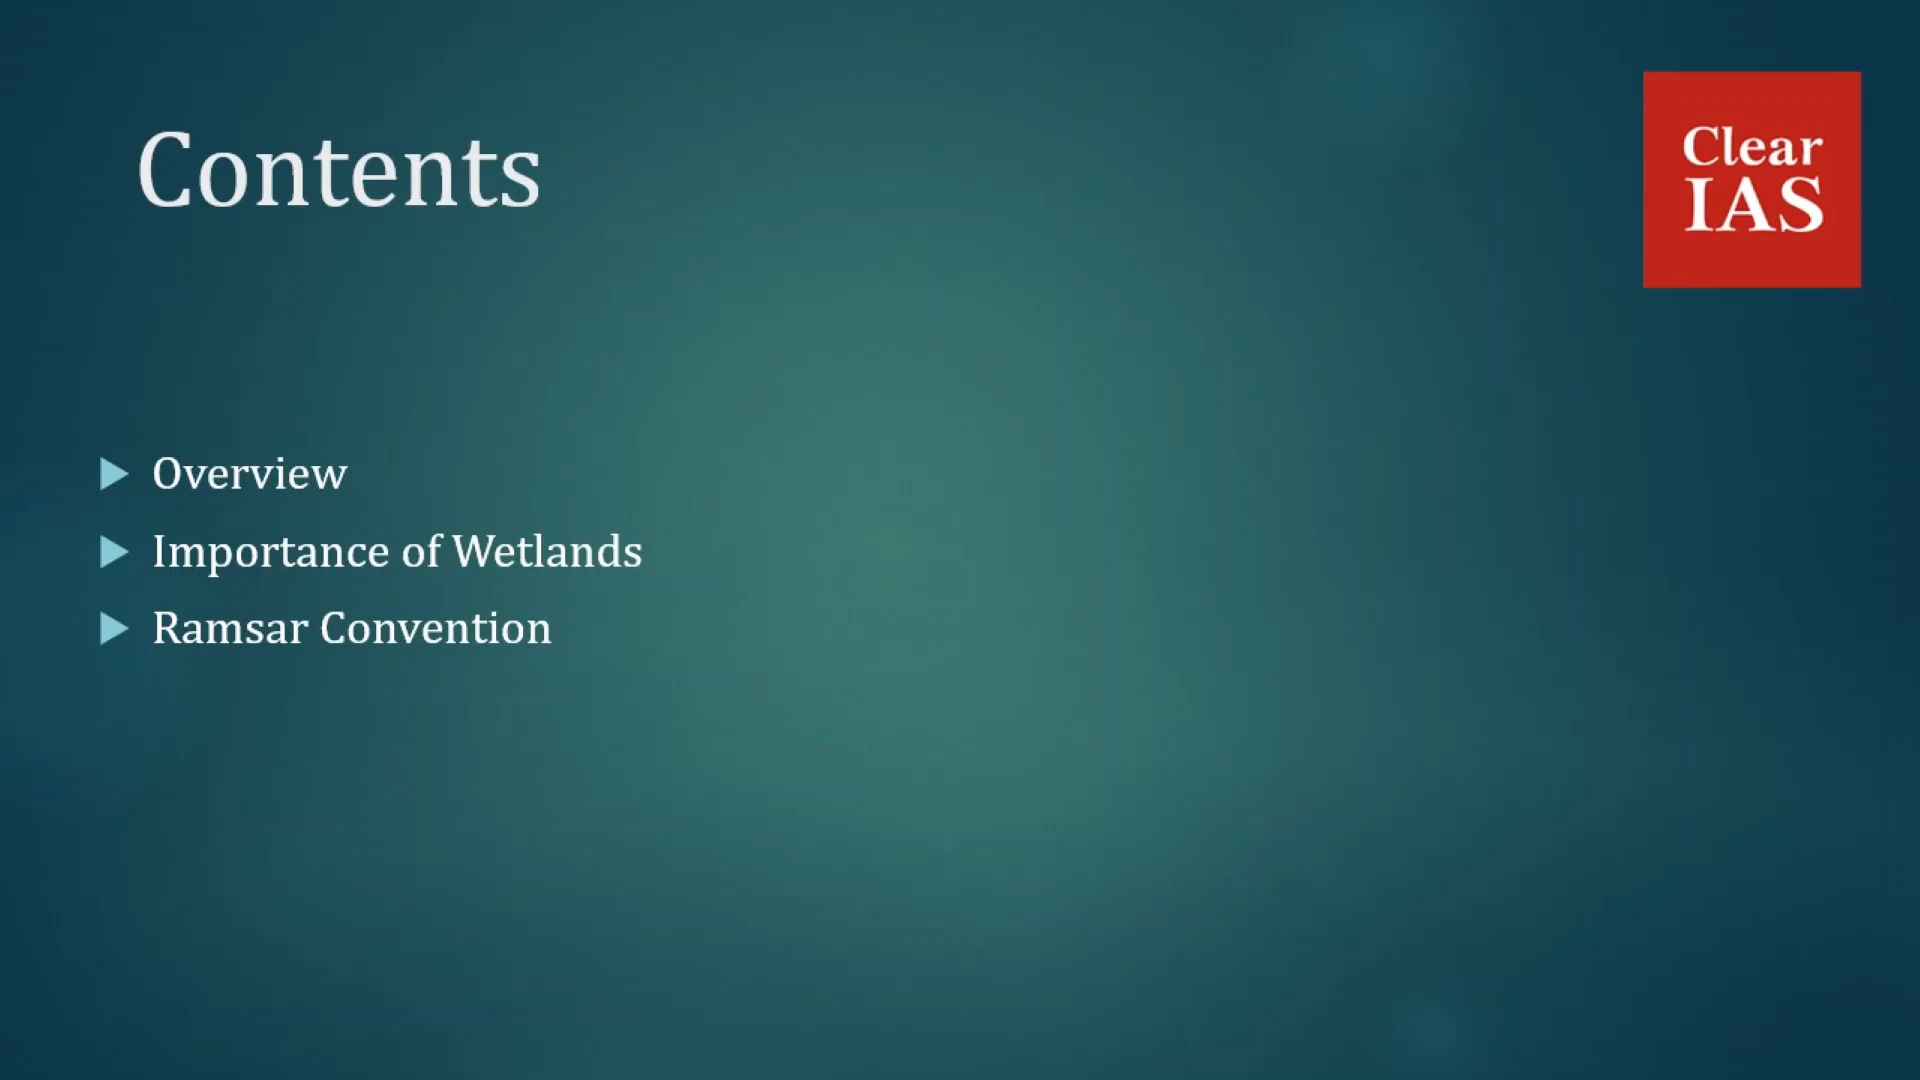 Contents
Clear
IAS
Overview
Importance of Wetlands
Ramsar Convention